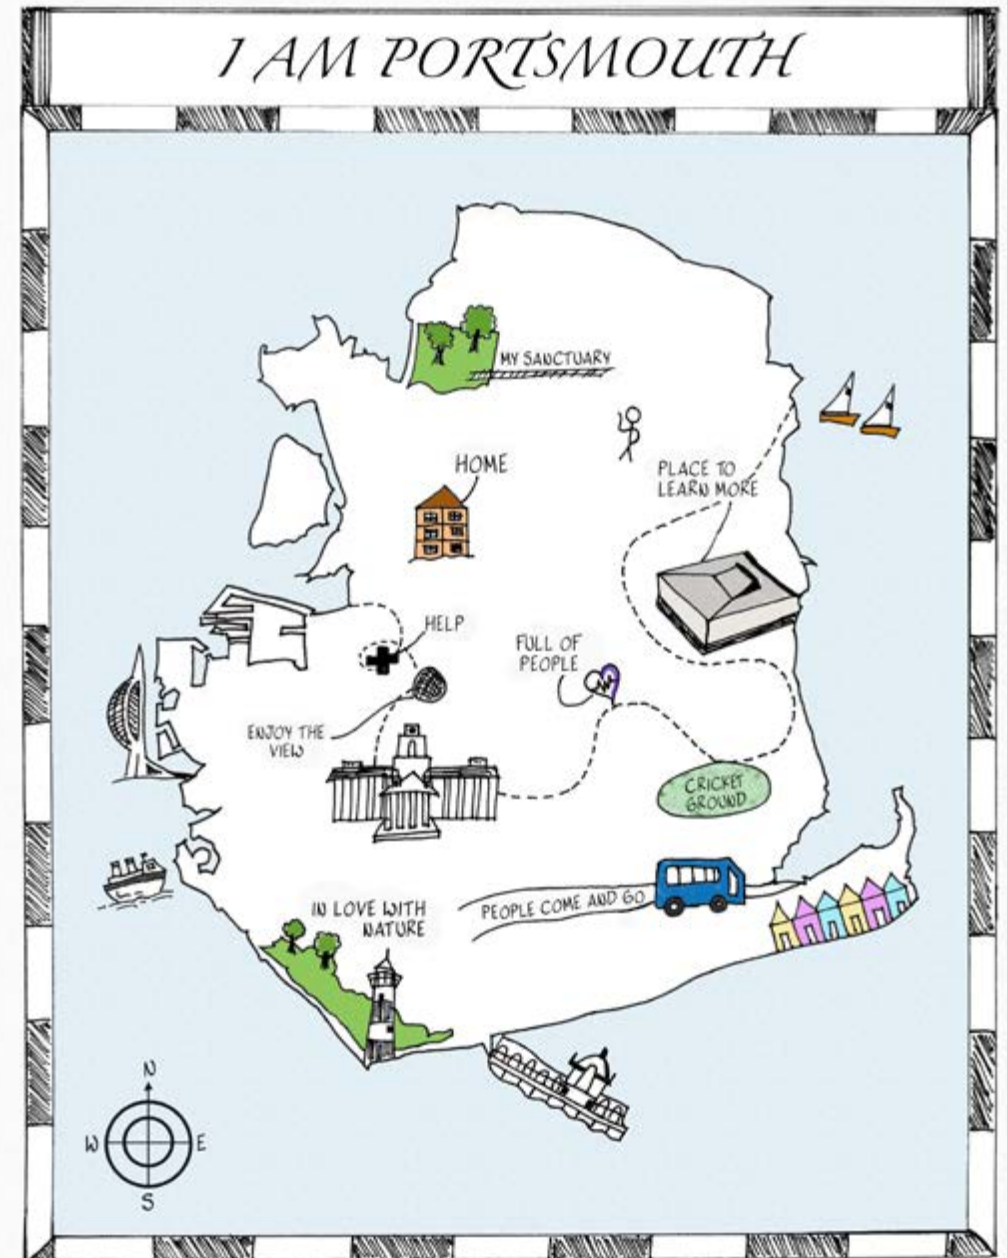 I AM PORTSMOUTH
MY SANCTUARY
HOME
PLACE TO
LEARN MORE
HELP
FULL OF
PEOPLE
ENJOY THE
VIEW
CRICKET
GROUND
PEOPLE COME AND GO
IN LOVE WITH
NATURE
N
W
E
S